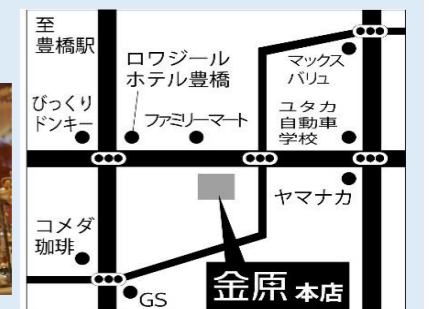 至
豊橋駅
ロワジール
ホテル豊橋
マックス
バリュ
びっくり
ドンキー
ファミリーマート
ユタカ
自動車
学校
ヤマナカ
コメダ
珈琲
金原 本店
GS